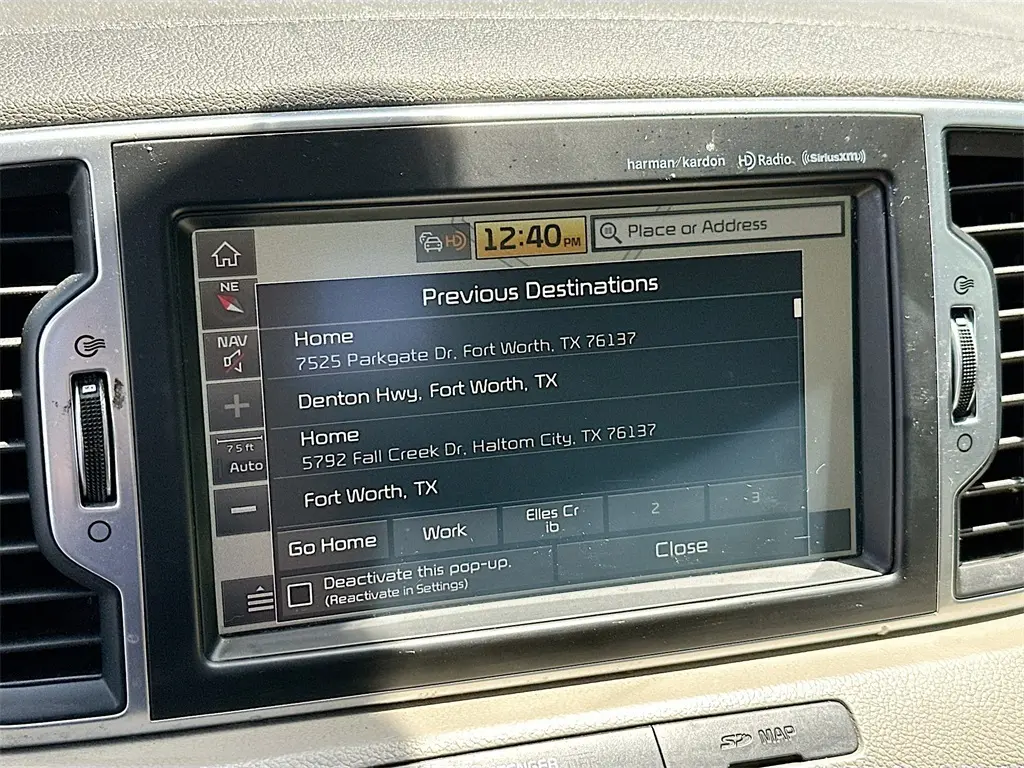 harman/kardon HD Radio SiriusXM
HD 12:40 PM Place or Address
NE
Previous Destinations
Home
7525 Parkgate Dr, Fort Worth, TX 76137
NAV
Denton Hwy, Fort Worth, TX
Home
5792 Fall Creek Dr, Haltom City, TX 76137
75 ft
Auto
Fort Worth, TX
Go Home Work Elles Cr
ib 2 3
Deactivate this pop-up.
(Reactivate in Settings)
Close
SD MAP